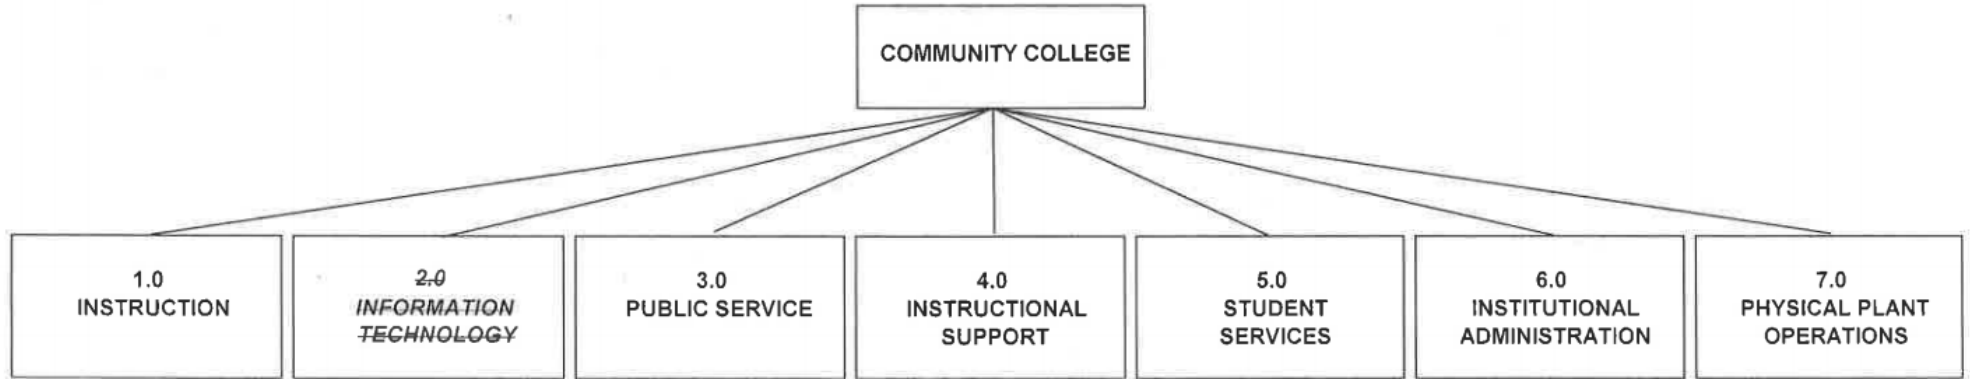 COMMUNITY COLLEGE
1.0
INSTRUCTION
2.0
INFORMATION
TECHNOLOGY
3.0
PUBLIC SERVICE
4.0
INSTRUCTIONAL
SUPPORT
5.0
STUDENT
SERVICES
6.0
INSTITUTIONAL
ADMINISTRATION
7.0
PHYSICAL PLANT
OPERATIONS